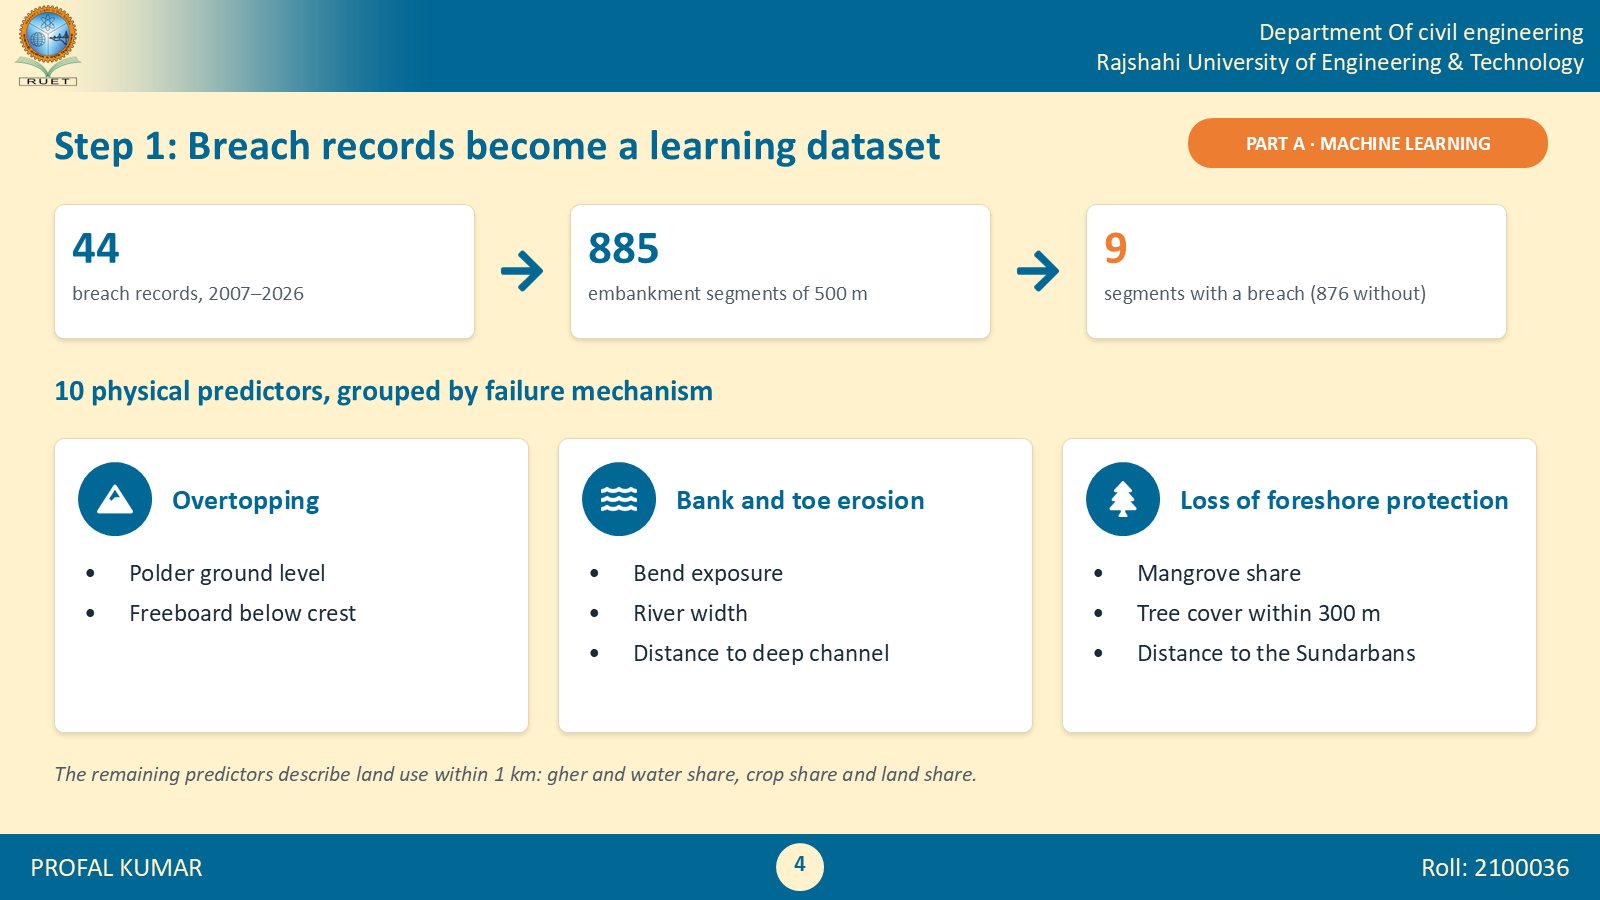 RUET
Department Of civil engineering
Rajshahi University of Engineering & Technology
Step 1: Breach records become a learning dataset
PART A · MACHINE LEARNING
44
breach records, 2007–2026
885
embankment segments of 500 m
9
segments with a breach (876 without)
10 physical predictors, grouped by failure mechanism
Overtopping
• Polder ground level
• Freeboard below crest
Bank and toe erosion
• Bend exposure
• River width
• Distance to deep channel
Loss of foreshore protection
• Mangrove share
• Tree cover within 300 m
• Distance to the Sundarbans
The remaining predictors describe land use within 1 km: gher and water share, crop share and land share.
PROFAL KUMAR
4
Roll: 2100036